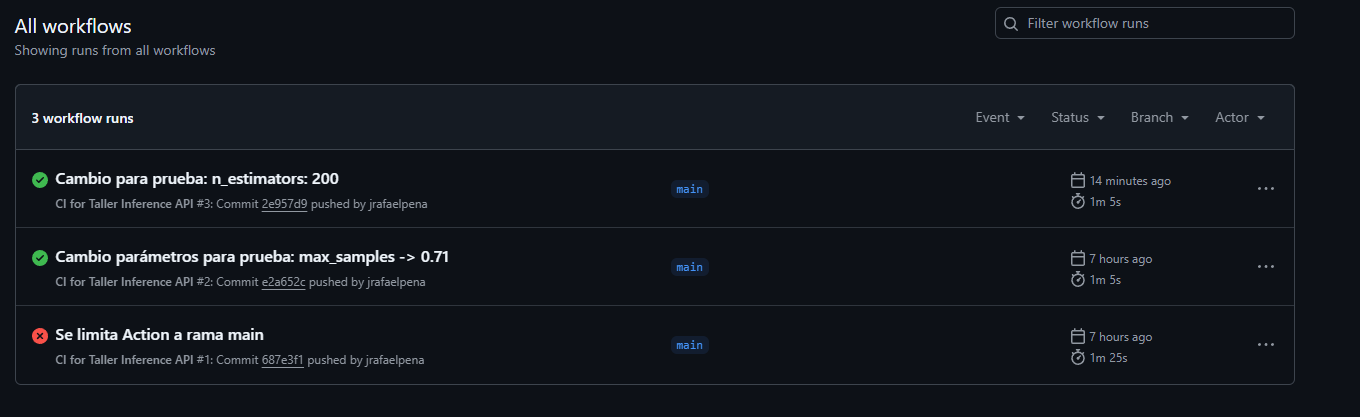 All workflows
Filter workflow runs
Showing runs from all workflows
3 workflow runs
Event Status Branch Actor
Cambio para prueba: n_estimators: 200
CI for Taller Inference API #3: Commit 2e957d9 pushed by jrafaelpena
main
14 minutes ago
1m 5s
Cambio parámetros para prueba: max_samples -> 0.71
CI for Taller Inference API #2: Commit e2a652c pushed by jrafaelpena
main
7 hours ago
1m 5s
Se limita Action a rama main
CI for Taller Inference API #1: Commit 687e3f1 pushed by jrafaelpena
main
7 hours ago
1m 25s